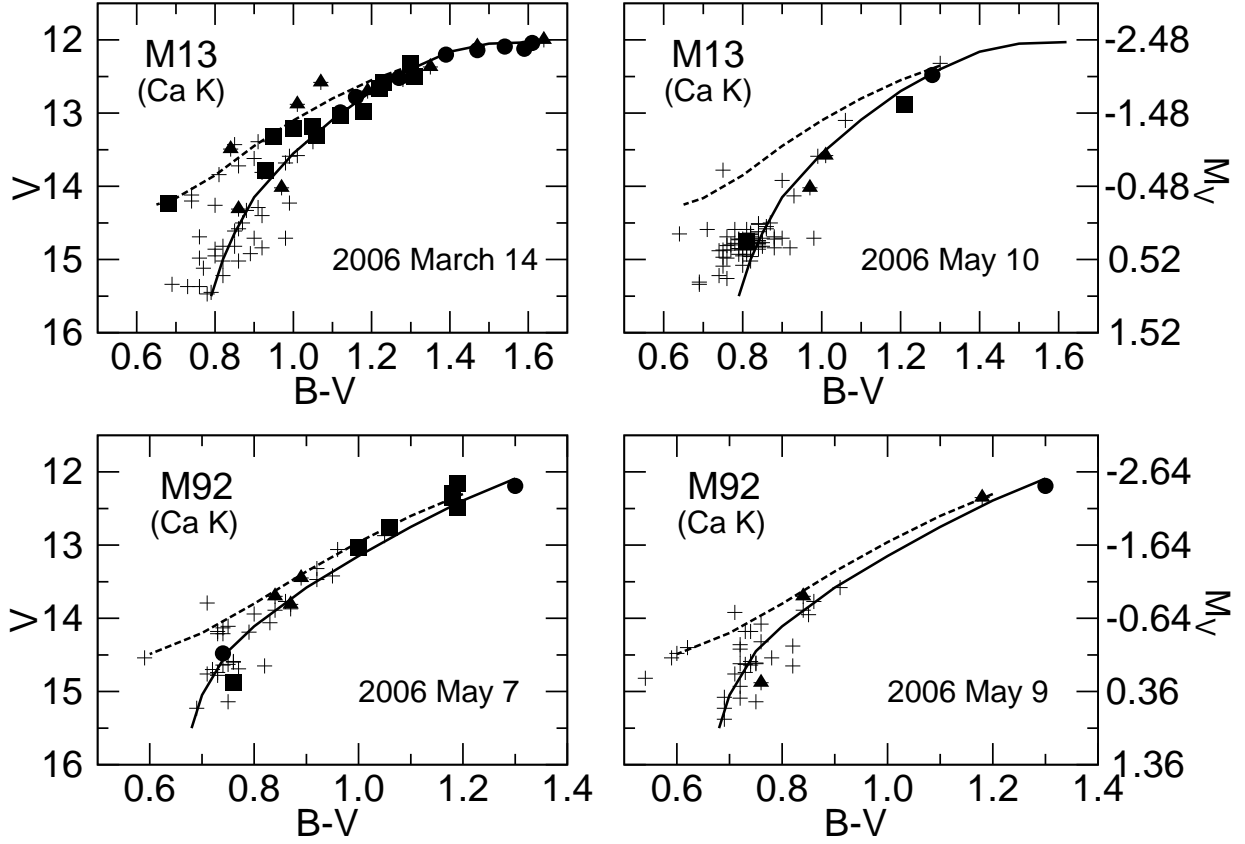 M13
(Ca K)
2006 March 14
V
12
13
14
15
16
0.6 0.8 1.0 1.2 1.4 1.6
B-V
M13
(Ca K)
2006 May 10
-2.48
-1.48
-0.48
0.52
1.52
Mv
0.6 0.8 1.0 1.2 1.4 1.6
B-V
M92
(Ca K)
2006 May 7
V
12
13
14
15
16
0.6 0.8 1.0 1.2 1.4
B-V
M92
(Ca K)
2006 May 9
-2.64
-1.64
-0.64
0.36
1.36
Mv
0.6 0.8 1.0 1.2 1.4
B-V